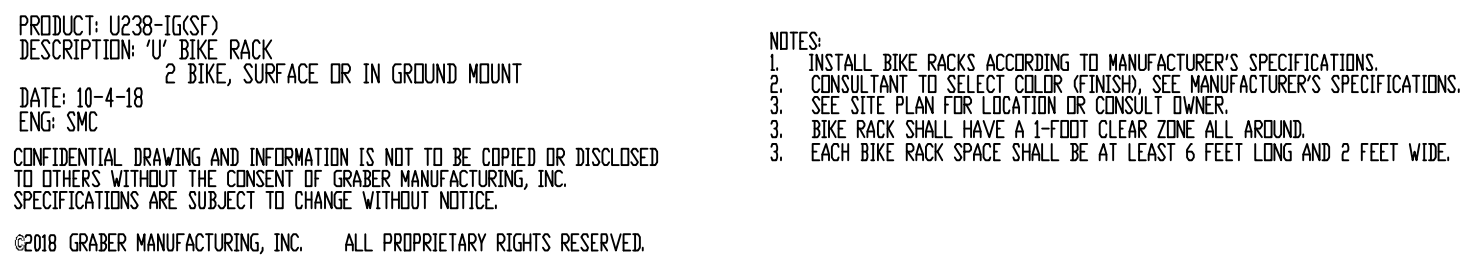 PRODUCT: U238-IG(SF)
DESCRIPTION: 'U' BIKE RACK
2 BIKE, SURFACE OR IN GROUND MOUNT
DATE: 10-4-18
ENG: SMC
CONFIDENTIAL DRAWING AND INFORMATION IS NOT TO BE COPIED OR DISCLOSED
TO OTHERS WITHOUT THE CONSENT OF GRABER MANUFACTURING, INC.
SPECIFICATIONS ARE SUBJECT TO CHANGE WITHOUT NOTICE.
©2018 GRABER MANUFACTURING, INC. ALL PROPRIETARY RIGHTS RESERVED.
NOTES:
1. INSTALL BIKE RACKS ACCORDING TO MANUFACTURER'S SPECIFICATIONS.
2. CONSULTANT TO SELECT COLOR (FINISH), SEE MANUFACTURER'S SPECIFICATIONS.
3. SEE SITE PLAN FOR LOCATION OR CONSULT OWNER.
3. BIKE RACK SHALL HAVE A 1-FOOT CLEAR ZONE ALL AROUND.
3. EACH BIKE RACK SPACE SHALL BE AT LEAST 6 FEET LONG AND 2 FEET WIDE.